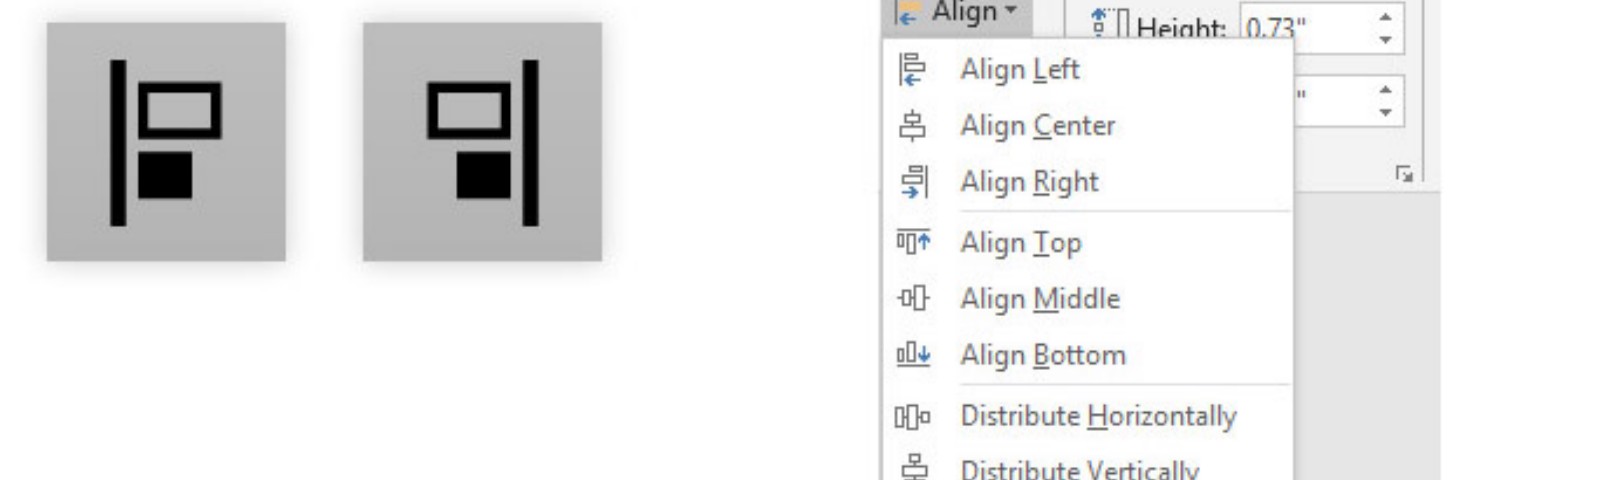 Align
Height: 0.73"
"
Align Left
Align Center
Align Right
Align Top
Align Middle
Align Bottom
Distribute Horizontally
Distribute Vertically